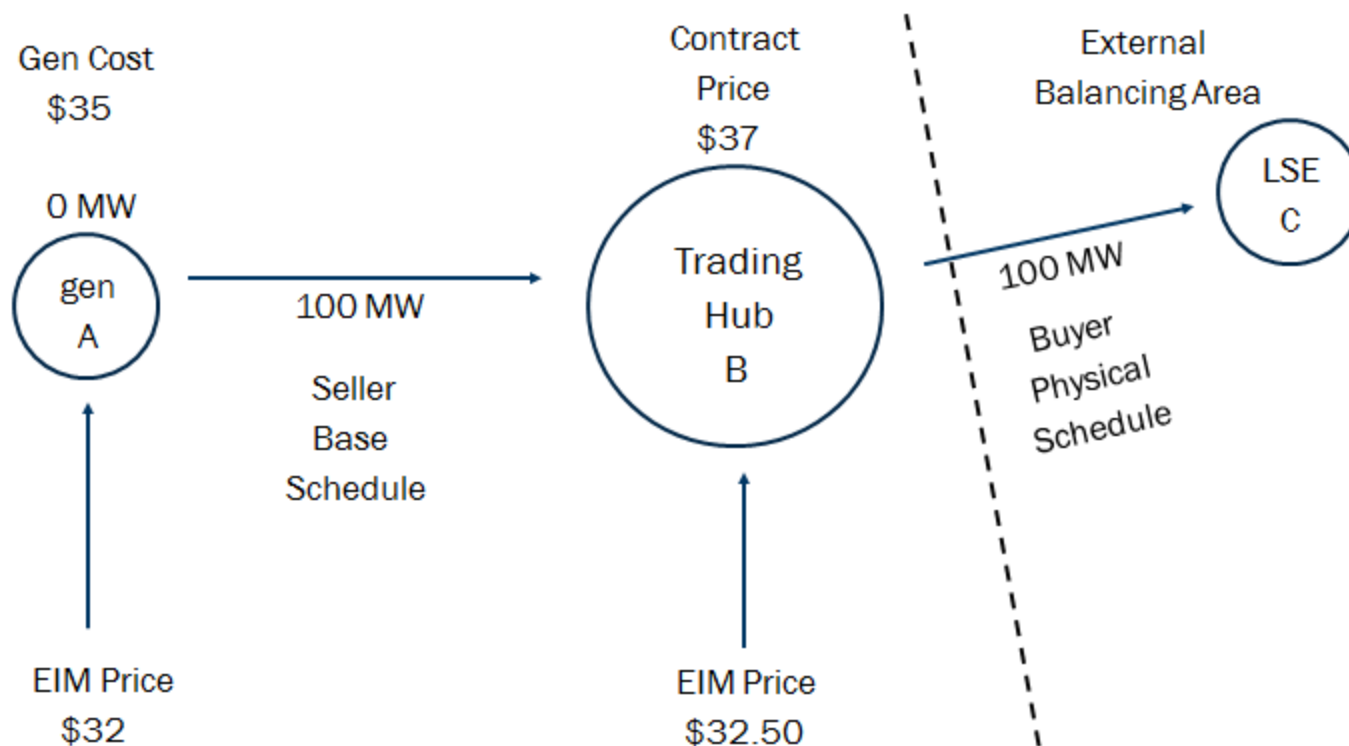 Gen Cost
$35
0 MW
gen
A
100 MW
Seller
Base
Schedule
EIM Price
$32
Contract
Price
$37
Trading
Hub
B
EIM Price
$32.50
External
Balancing Area
LSE
C
100 MW
Buyer
Physical
Schedule